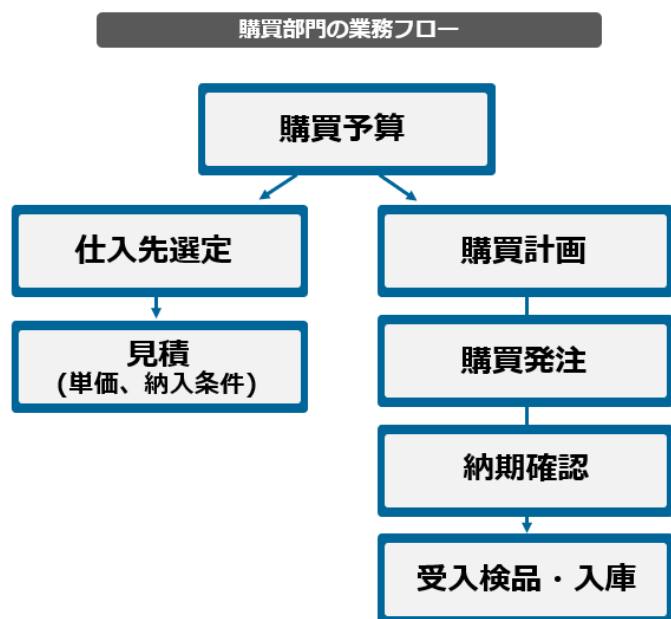 購買部門の業務フロー
購買予算
仕入先選定
見積
(単価、納入条件)
購買計画
購買発注
納期確認
受入検品・入庫